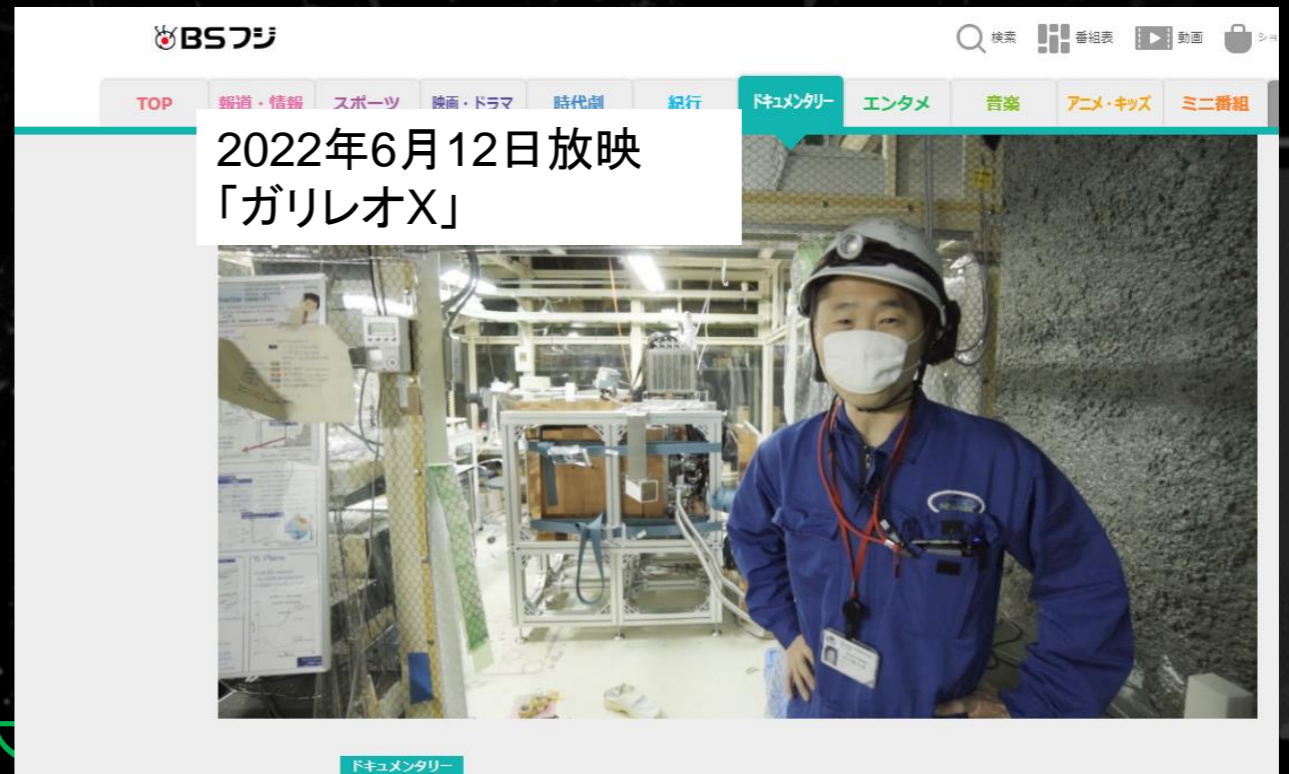 BSフジ
検索
番組表
動画
TOP
報道・情報
スポーツ
映画・ドラマ
時代劇
紀行
ドキュメンタリー
エンタメ
音楽
アニメ・キッズ
ミニ番組
2022年6月12日放映
「ガリレオX」
ドキュメンタリー